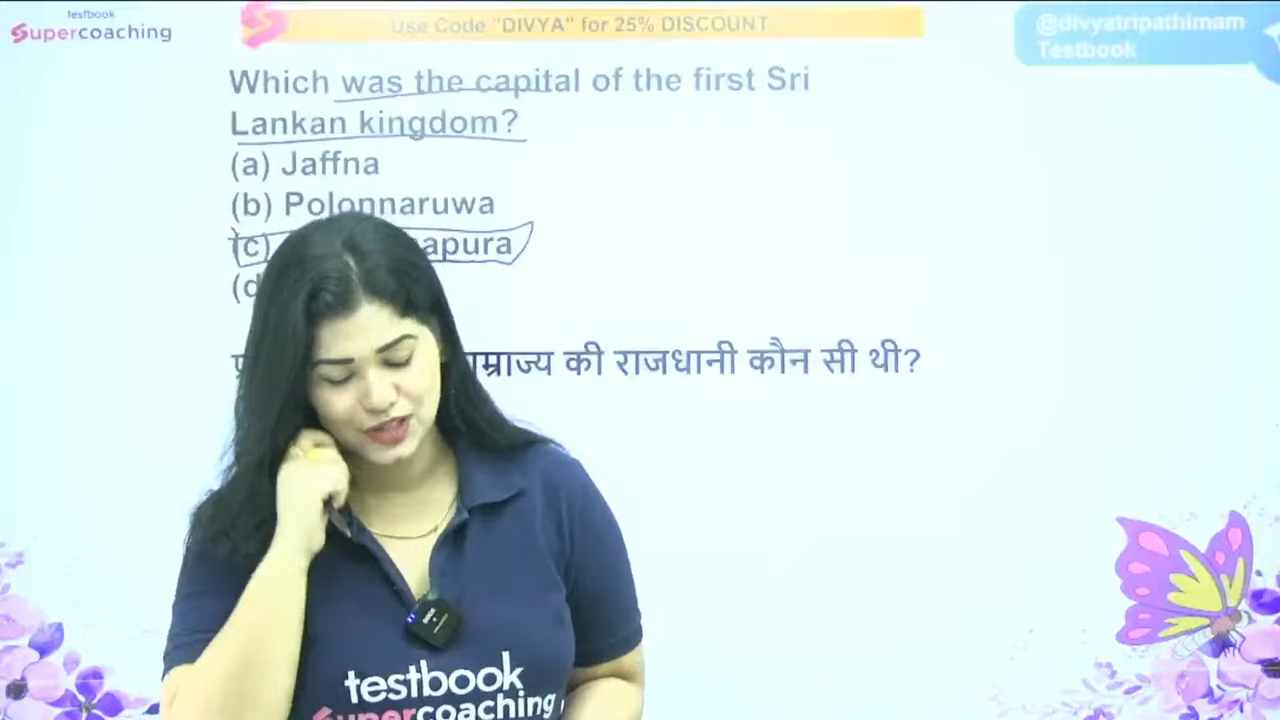 testbook
Supercoaching
Use Code "DIVYA" for 25% DISCOUNT
@divyatripathimam
Testbook
Which was the capital of the first Sri
Lankan kingdom?
(a) Jaffna
(b) Polonnaruwa
(c) apura
(d
की राजधानी कौन सी थी?
testbook
Supercoaching